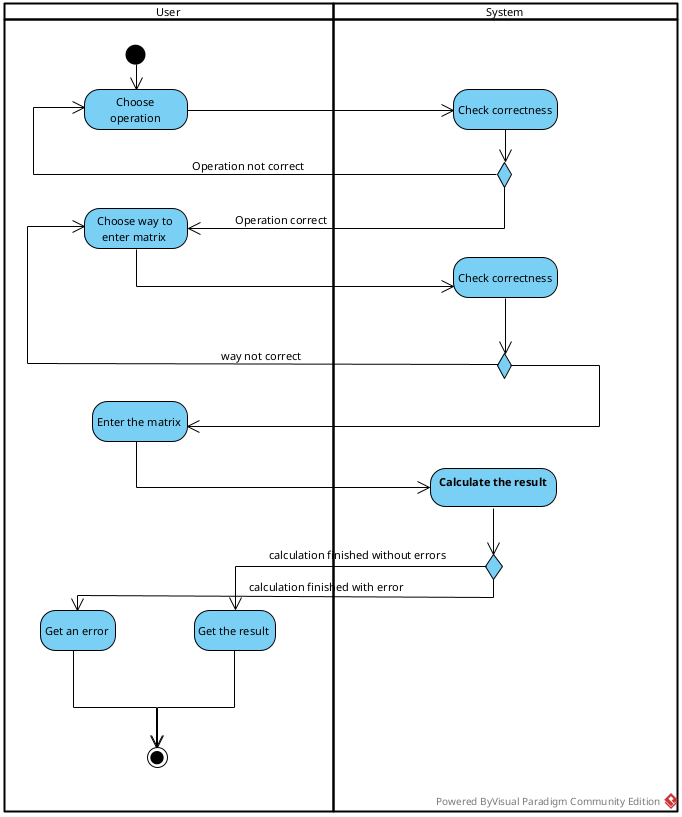 User
System
Choose
operation
Check correctness
Operation not correct
Choose way to
enter matrix
Operation correct
Check correctness
way not correct
Enter the matrix
Calculate the result
calculation finished without errors
calculation finished with error
Get an error
Get the result
Powered ByVisual Paradigm Community Edition